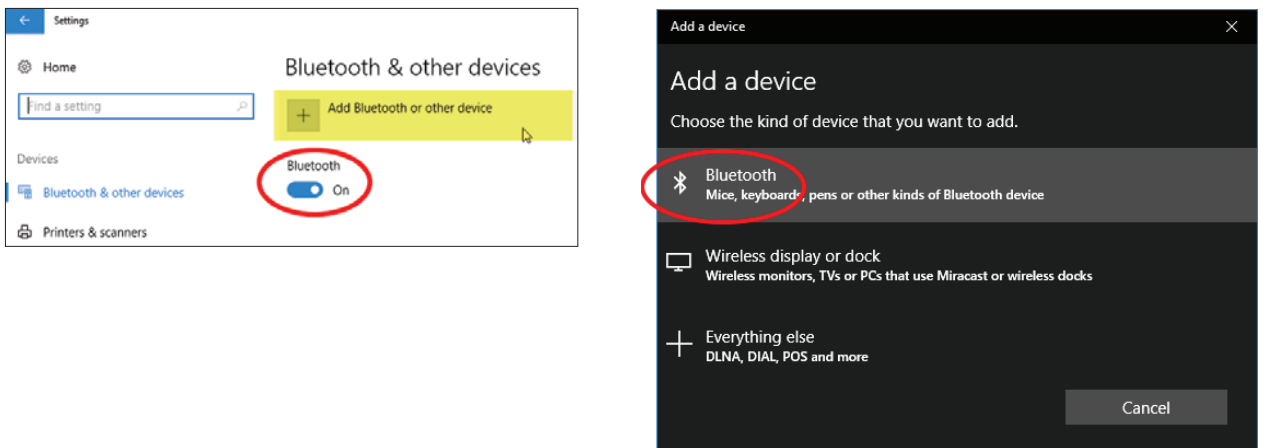 Settings
Home
Find a setting
Devices
Bluetooth & other devices
Printers & scanners
Bluetooth & other devices
Add Bluetooth or other device
Bluetooth
On
Add a device
Add a device
Choose the kind of device that you want to add.
Bluetooth
Mice, keyboards, pens or other kinds of Bluetooth device
Wireless display or dock
Wireless monitors, TVs or PCs that use Miracast or wireless docks
Everything else
DLNA, DIAL, POS and more
Cancel